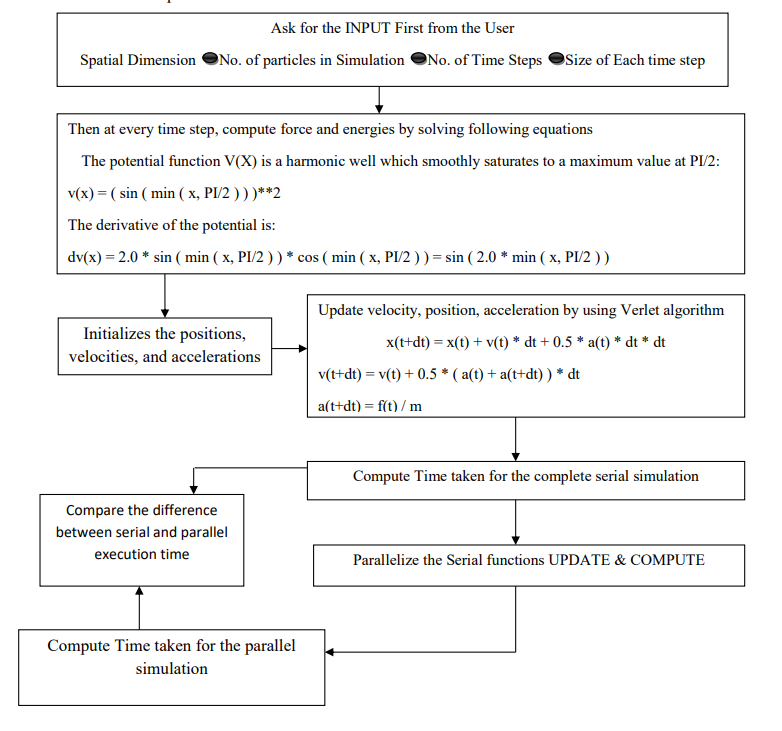 Ask for the INPUT First from the User
Spatial Dimension No. of particles in Simulation No. of Time Steps Size of Each time step
Then at every time step, compute force and energies by solving following equations
The potential function V(X) is a harmonic well which smoothly saturates to a maximum value at PI/2:
v(x) = ( sin ( min ( x, PI/2 ) ) )**2
The derivative of the potential is:
dv(x) = 2.0 * sin ( min ( x, PI/2 ) ) * cos ( min ( x, PI/2 ) ) = sin ( 2.0 * min ( x, PI/2 ) )
Initializes the positions,
velocities, and accelerations
Update velocity, position, acceleration by using Verlet algorithm
x(t+dt) = x(t) + v(t) * dt + 0.5 * a(t) * dt * dt
v(t+dt) = v(t) + 0.5 * ( a(t) + a(t+dt) ) * dt
a(t+dt) = f(t) / m
Compute Time taken for the complete serial simulation
Compare the difference
between serial and parallel
execution time
Parallelize the Serial functions UPDATE & COMPUTE
Compute Time taken for the parallel
simulation